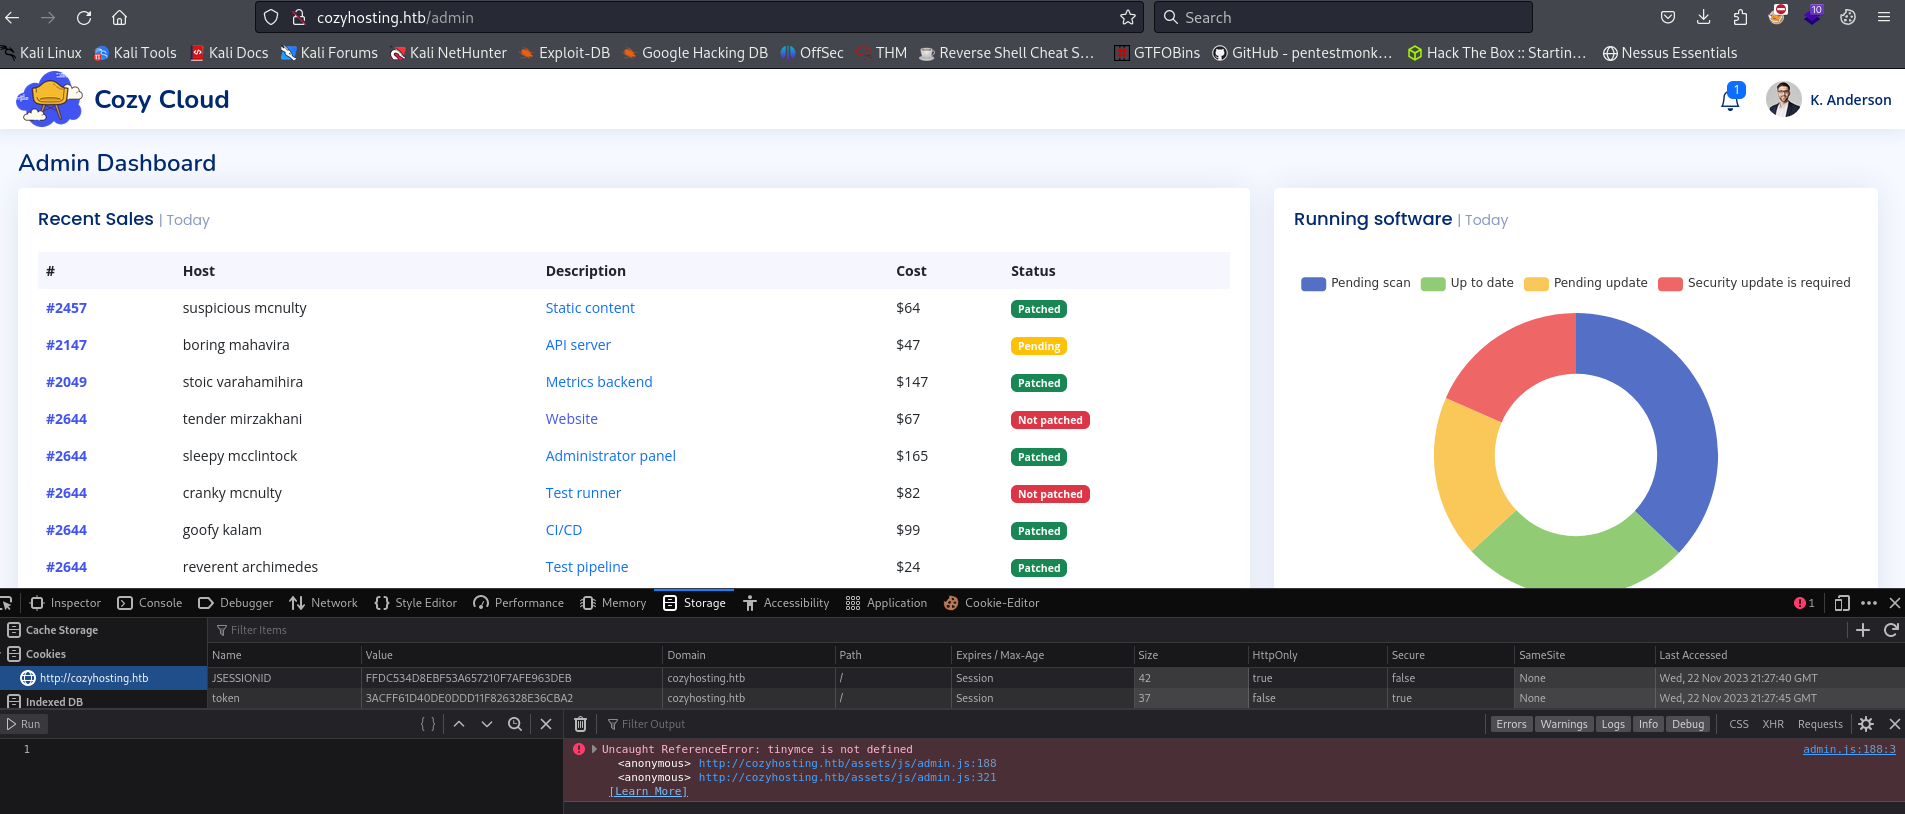 cozyhosting.htb/admin
Search
10
Kali Linux Kali Tools Kali Docs Kali Forums Kali NetHunter Exploit-DB Google Hacking DB OffSec THM Reverse Shell Cheat S... GTFOBins GitHub - pentestmonk... Hack The Box :: Startin... Nessus Essentials
Cozy Cloud
1
K. Anderson
Admin Dashboard
Recent Sales | Today
# Host Description Cost Status
#2457 suspicious mcnulty Static content $64 Patched
#2147 boring mahavira API server $47 Pending
#2049 stoic varahamihira Metrics backend $147 Patched
#2644 tender mirzakhani Website $67 Not patched
#2644 sleepy mcclintock Administrator panel $165 Patched
#2644 cranky mcnulty Test runner $82 Not patched
#2644 goofy kalam CI/CD $99 Patched
#2644 reverent archimedes Test pipeline $24 Patched
Running software | Today
Pending scan Up to date Pending update Security update is required
Inspector Console Debugger Network Style Editor Performance Memory Storage Accessibility Application Cookie-Editor 1
Cache Storage
Cookies
http://cozyhosting.htb
Indexed DB
Filter Items
Name Value Domain Path Expires / Max-Age Size HttpOnly Secure SameSite Last Accessed
JSESSIONID FFDC534D8EBF53A657210F7AFE963DEB cozyhosting.htb / Session 42 true false None Wed, 22 Nov 2023 21:27:40 GMT
token 3ACFF61D40DE0DDD11F826328E36CBA2 cozyhosting.htb / Session 37 false true None Wed, 22 Nov 2023 21:27:45 GMT
Run { }
1
Filter Output
Errors Warnings Logs Info Debug CSS XHR Requests
Uncaught ReferenceError: tinymce is not defined admin.js:188:3
<anonymous> http://cozyhosting.htb/assets/js/admin.js:188
<anonymous> http://cozyhosting.htb/assets/js/admin.js:321
[Learn More]